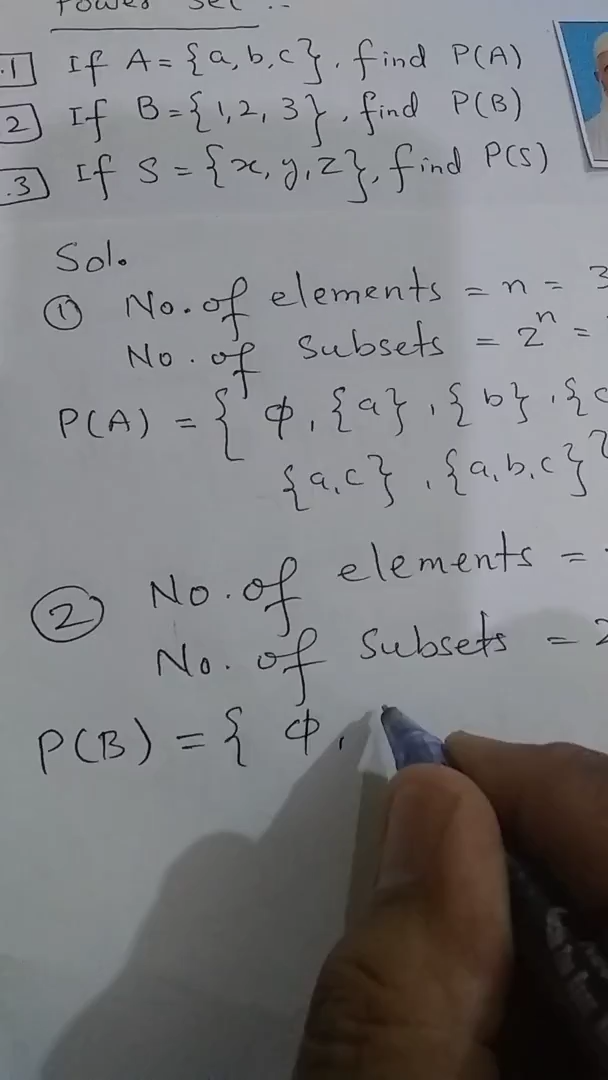 Power Set :-
.1 If A = {a, b, c}, find P(A)
2 If B = {1, 2, 3}, find P(B)
.3 If S = {x, y, z}, find P(S)
Sol.
① No. of elements = n = 3
No. of subsets = 2ⁿ =
P(A) = { φ, {a}, {b}, {c
{a, c}, {a, b, c}}
② No. of elements =
No. of subsets = 2
P(B) = { φ,